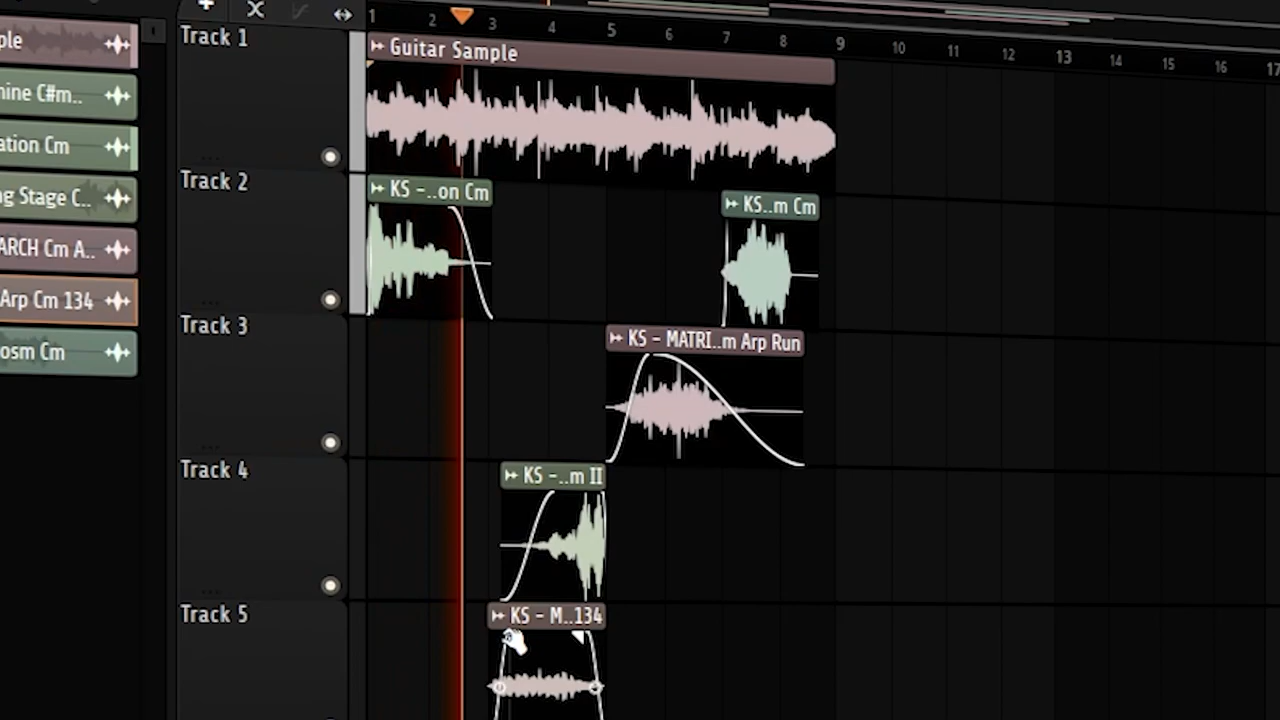 ple
hine C#m..
ation Cm
ng Stage C..
ARCH Cm A..
Arp Cm 134
osm Cm
1 2 3 4 5 6 7 8 9 10 11 12 13 14 15 16 17
Track 1
Guitar Sample
Track 2
KS -..on Cm
KS..m Cm
Track 3
KS - MATRI..m Arp Run
Track 4
KS -..m II
Track 5
KS - M..134